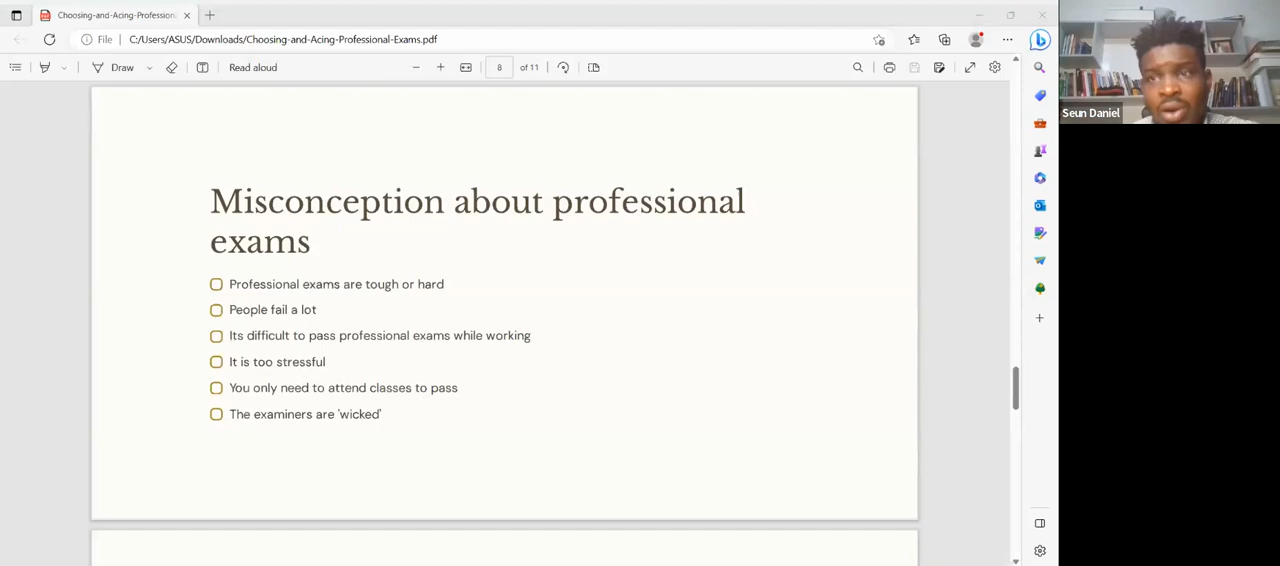 Choosing-and-Acing-Professiona
File
C:/Users/ASUS/Downloads/Choosing-and-Acing-Professional-Exams.pdf
Draw
Read aloud
8
of 11
Seun Daniel
Misconception about professional
exams
Professional exams are tough or hard
People fail a lot
Its difficult to pass professional exams while working
It is too stressful
You only need to attend classes to pass
The examiners are 'wicked'